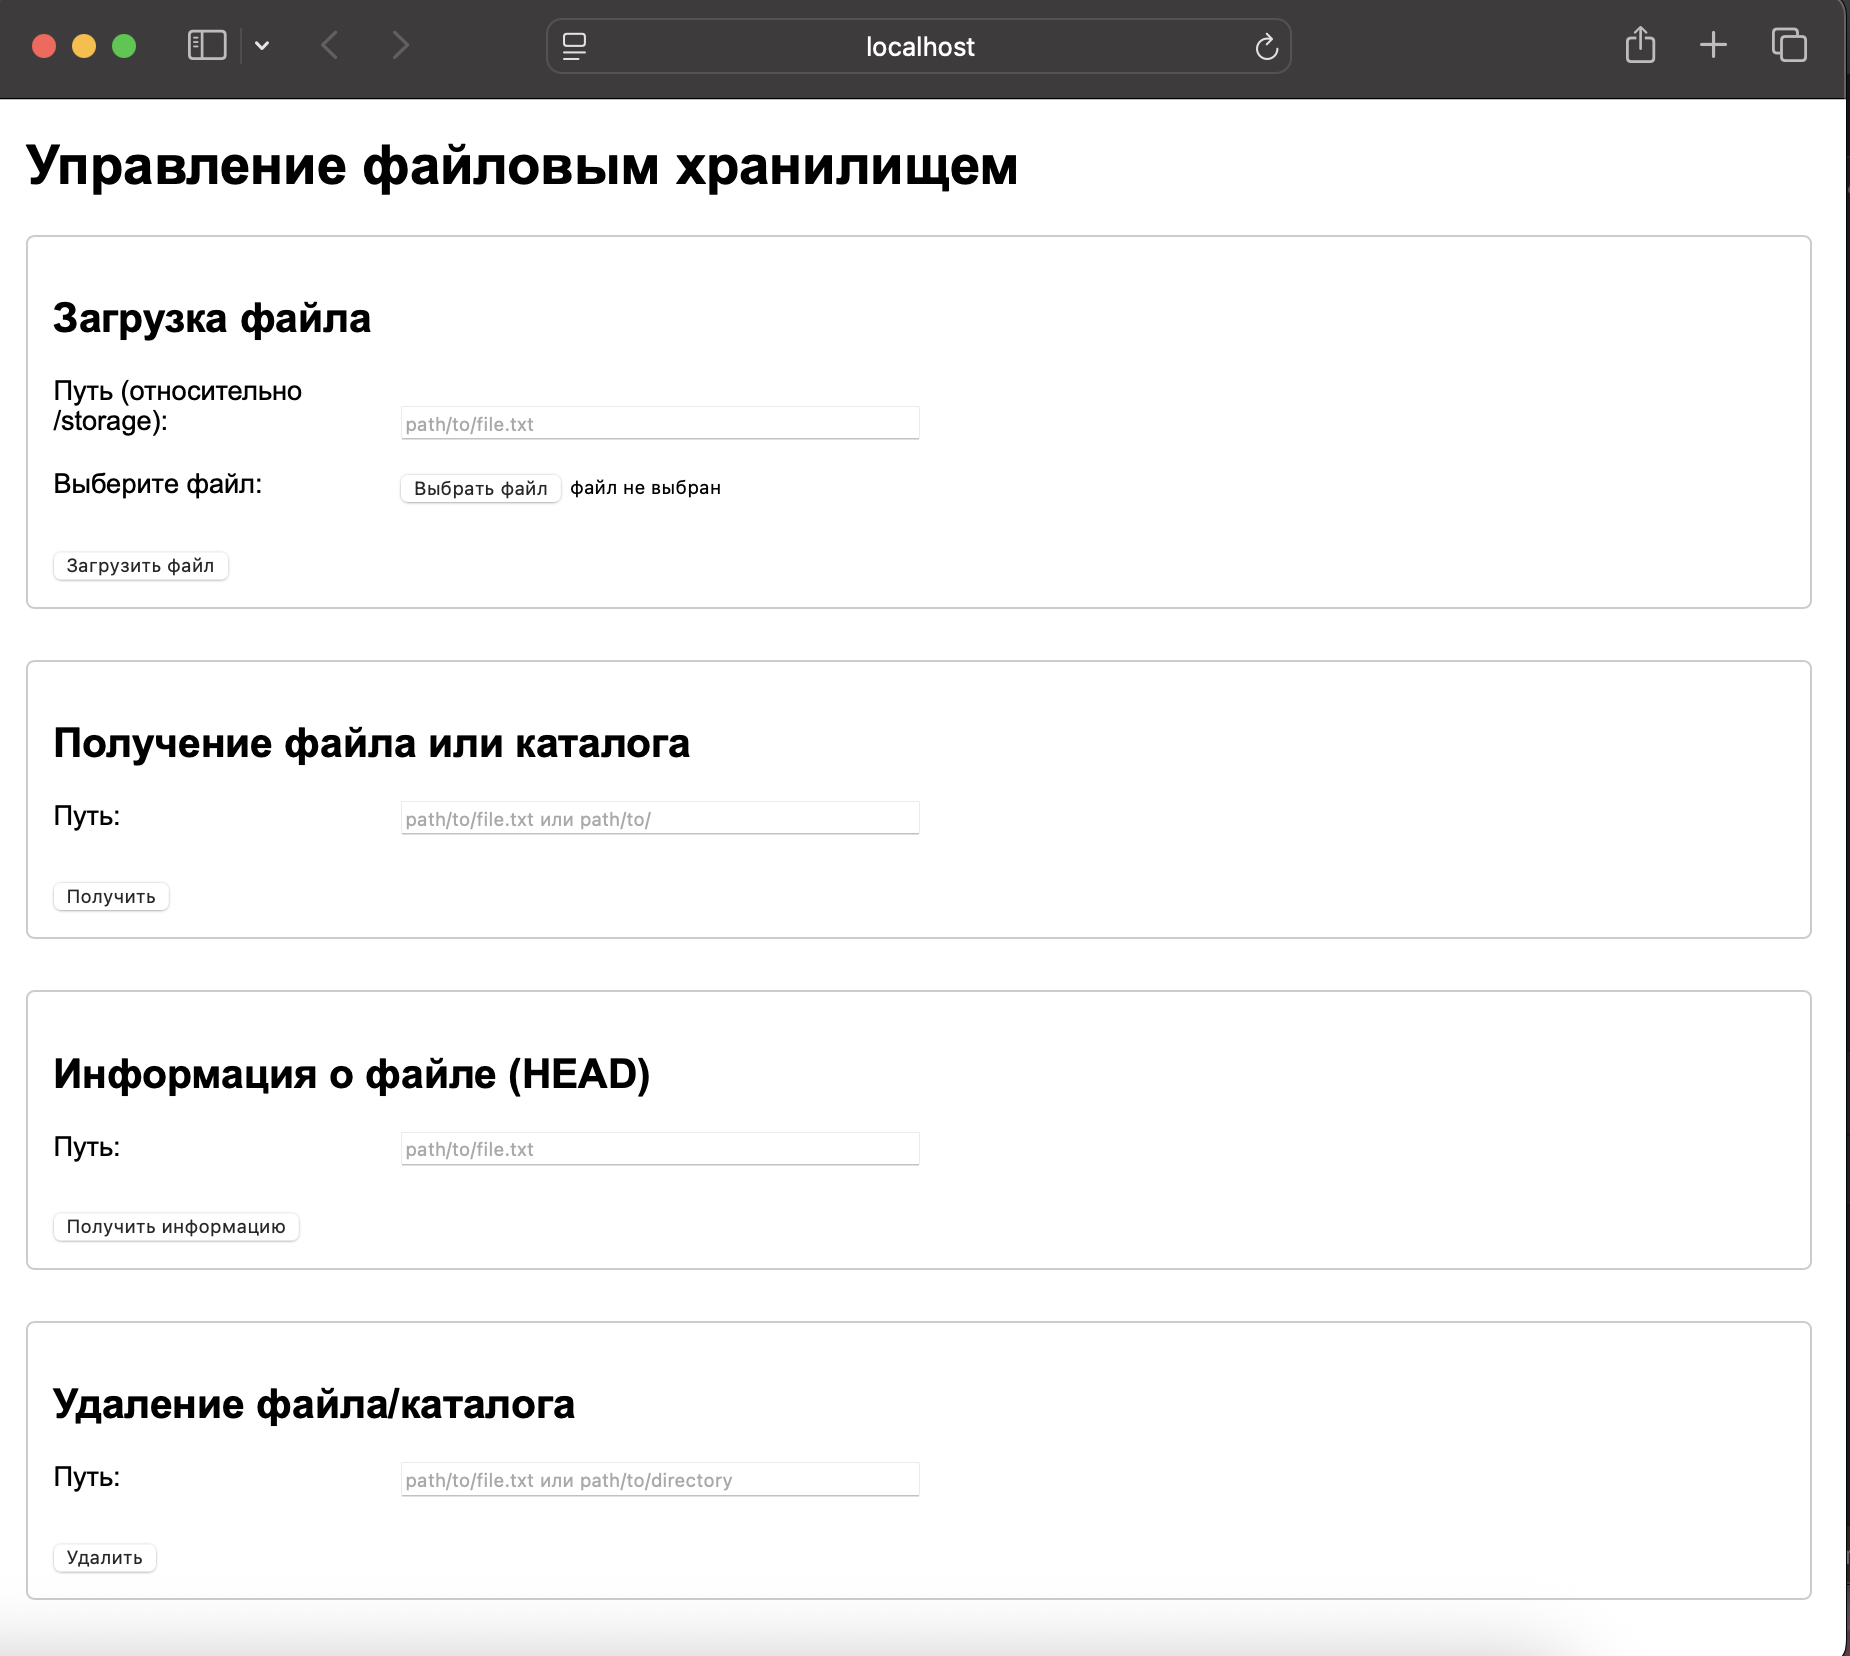 localhost
Управление файловым хранилищем
Загрузка файла
Путь (относительно
/storage):
path/to/file.txt
Выберите файл:
Выбрать файл файл не выбран
Загрузить файл
Получение файла или каталога
Путь:
path/to/file.txt или path/to/
Получить
Информация о файле (HEAD)
Путь:
path/to/file.txt
Получить информацию
Удаление файла/каталога
Путь:
path/to/file.txt или path/to/directory
Удалить